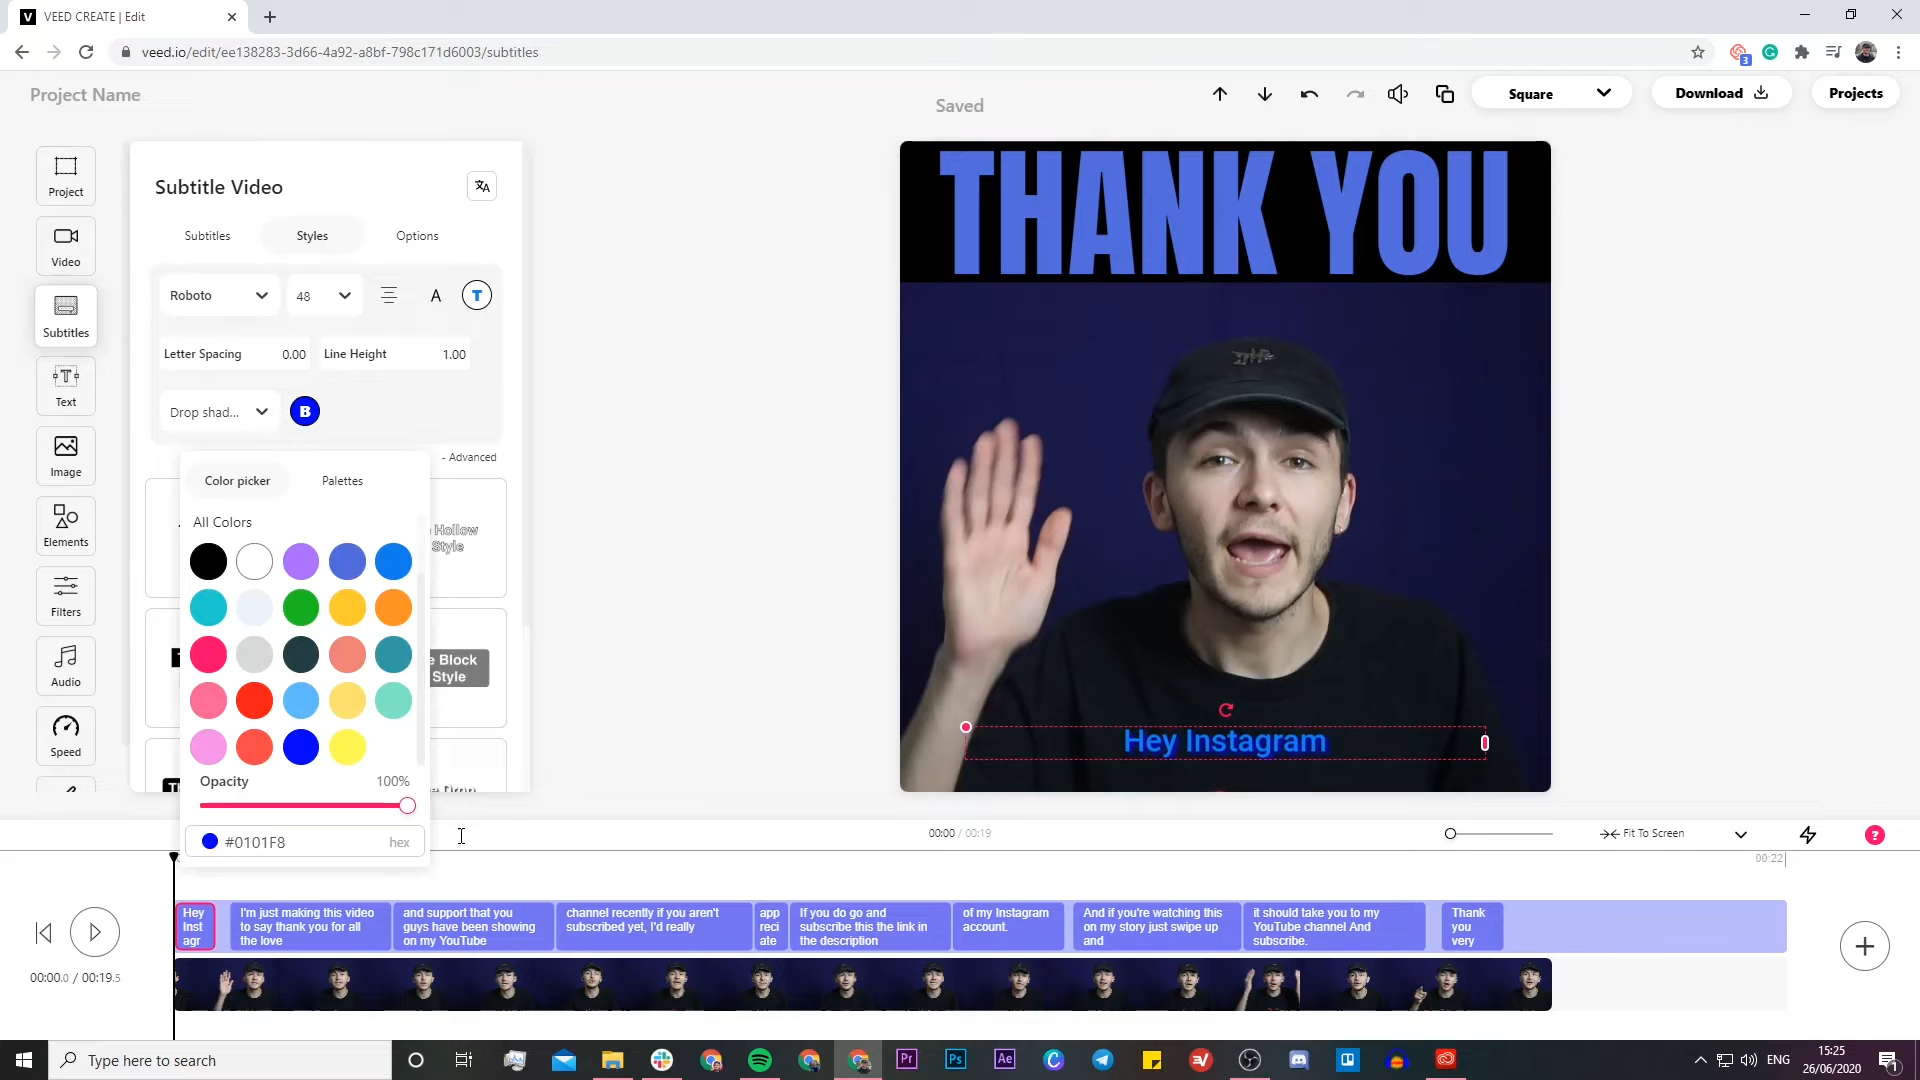 VEED CREATE | Edit
veed.io/edit/ee138283-3d66-4a92-a8bf-798c171d6003/subtitles
3
Project Name
Saved
Square
Download
Projects
Project
Video
Subtitles
Text
Image
Elements
Filters
Audio
Speed
Subtitle Video
Subtitles
Styles
Options
Roboto
48
A
T
Letter Spacing
0.00
Line Height
1.00
Drop shad...
B
- Advanced
Color picker
Palettes
All Colors
Hollow
Style
e Block
Style
Opacity
100%
#0101F8
hex
THANK YOU
Hey Instagram
00:00 / 00:19
Fit To Screen
?
00:22
00:00.0 / 00:19.5
Hey
Inst
agr
I'm just making this video
to say thank you for all
the love
and support that you
guys have been showing
on my YouTube
channel recently if you aren't
subscribed yet, I'd really
app
reci
ate
If you do go and
subscribe this the link in
the description
of my Instagram
account.
And if you're watching this
on my story just swipe up
and
it should take you to my
YouTube channel And
subscribe.
Thank
you
very
Type here to search
Pr
Ps
Ae
ENG
15:25
26/06/2020
1